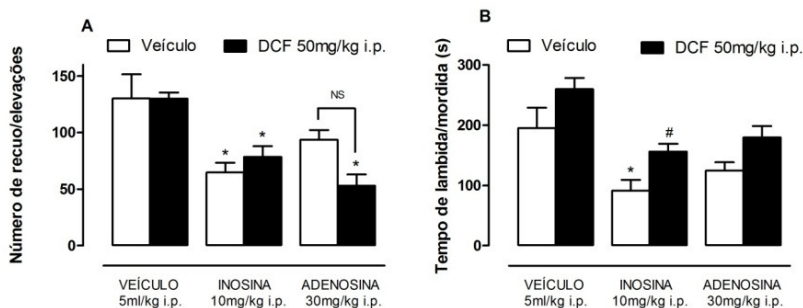 A
Veículo
DCF 50mg/kg i.p.
Número de recuo/elevações
150
100
50
0
*
*
NS
*
VEÍCULO
5ml/kg i.p.
INOSINA
10mg/kg i.p.
ADENOSINA
30mg/kg i.p.
B
Veículo
DCF 50mg/kg i.p.
Tempo de lambida/mordida (s)
300
200
100
0
*
#
VEÍCULO
5ml/kg i.p.
INOSINA
10mg/kg i.p.
ADENOSINA
30mg/kg i.p.